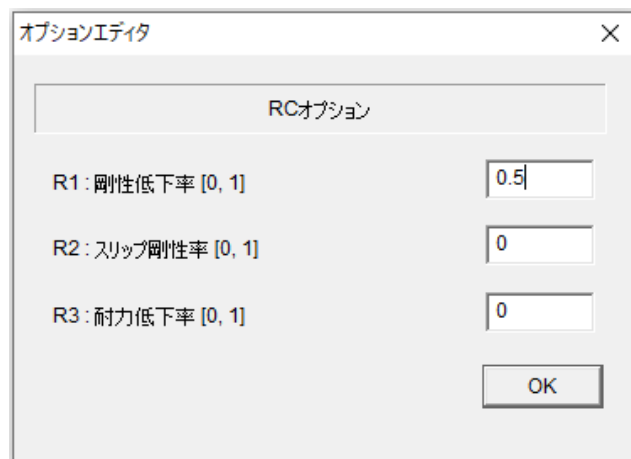 オプションエディタ
RCオプション
R1 : 剛性低下率 [0, 1]
0.5
R2 : スリップ剛性率 [0, 1]
0
R3 : 耐力低下率 [0, 1]
0
OK